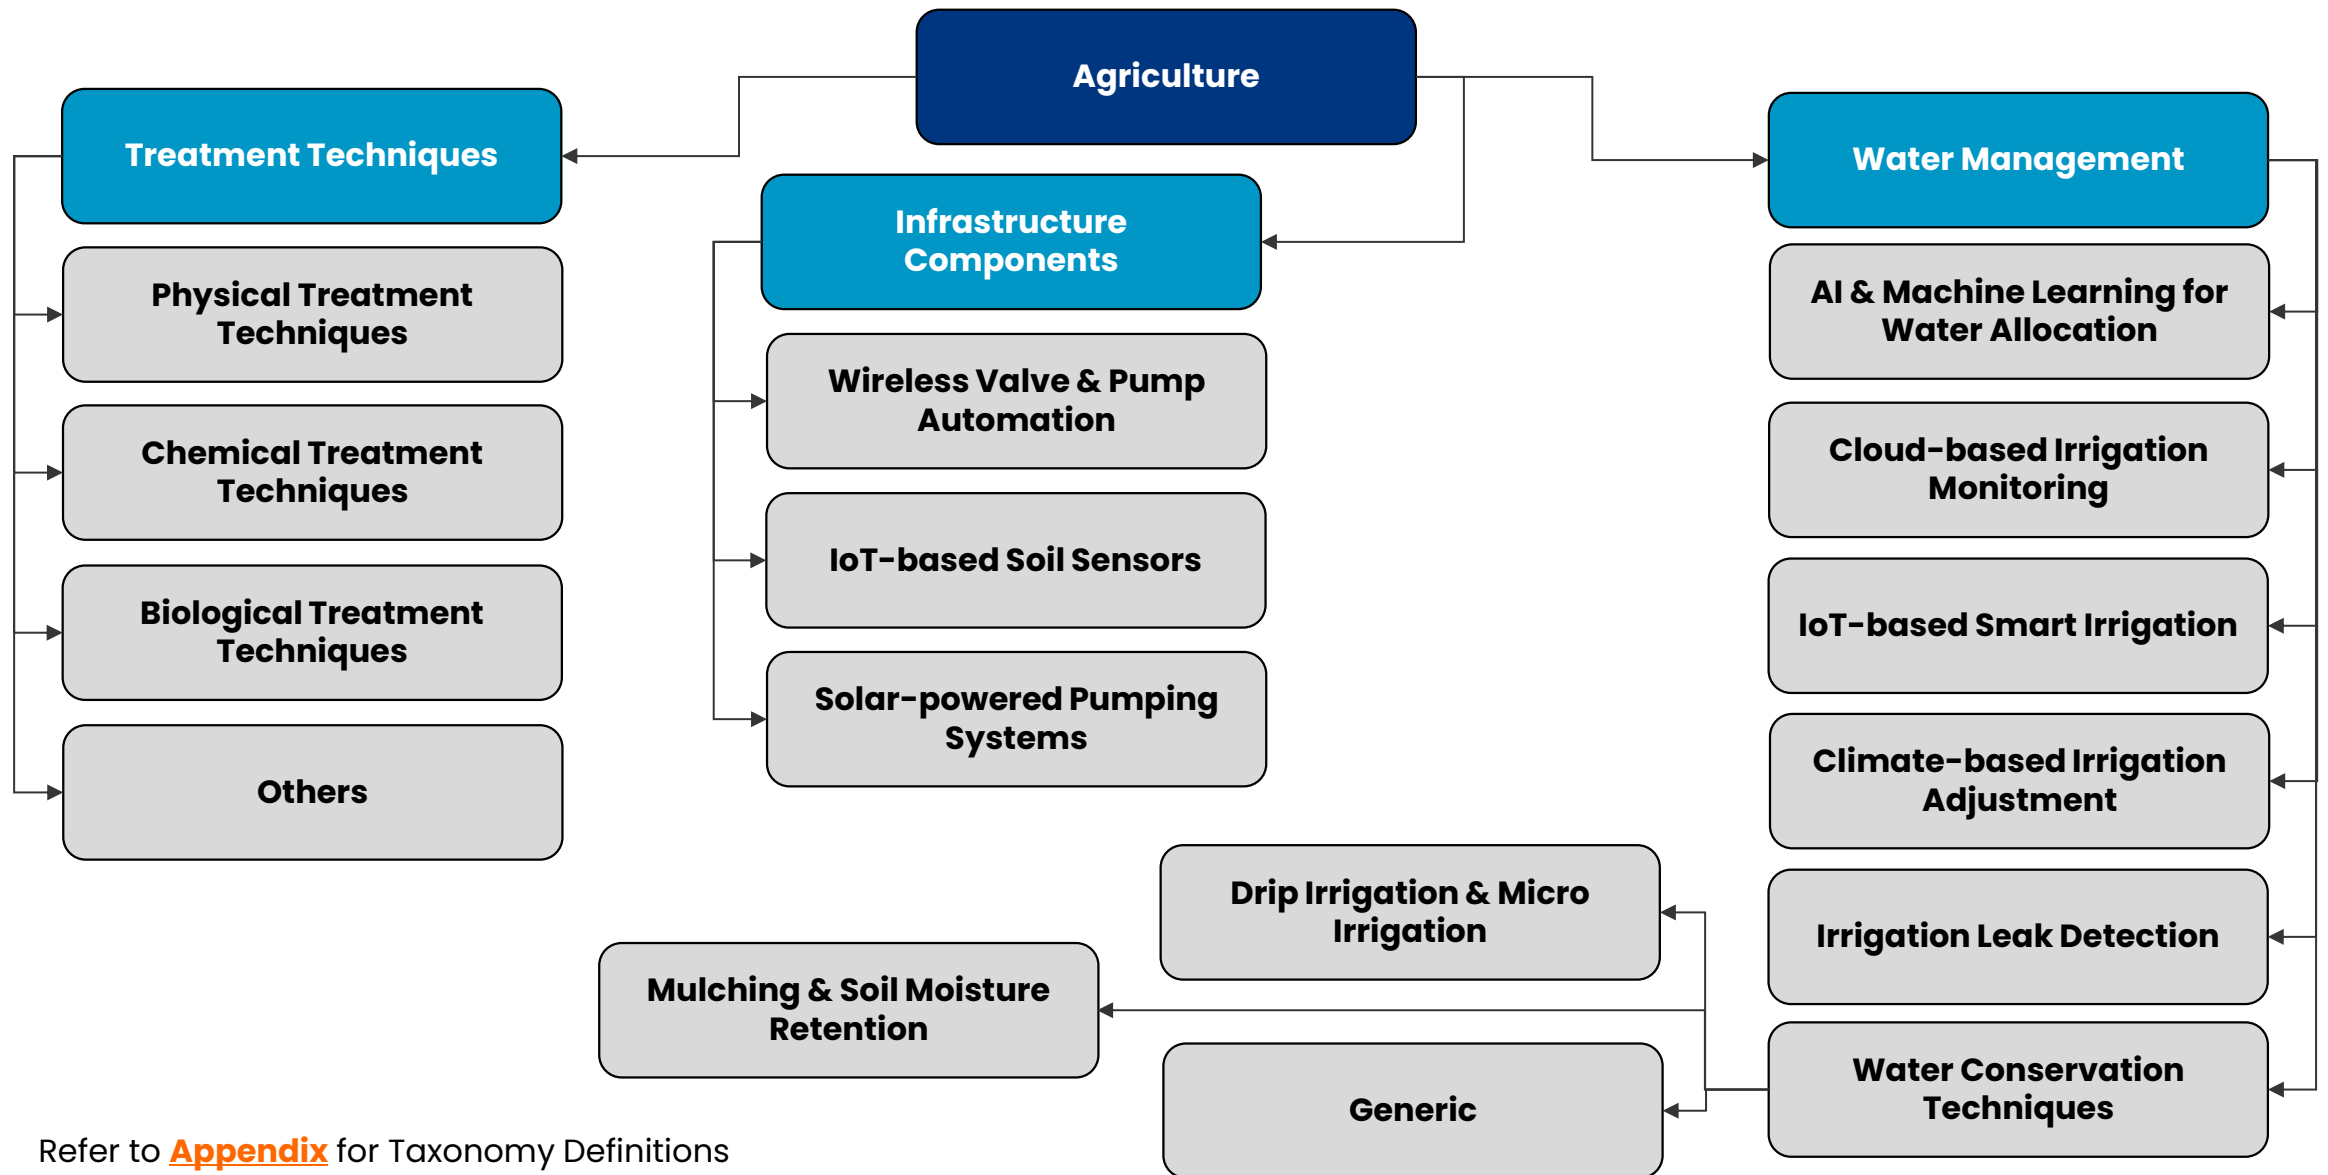 Agriculture
Treatment Techniques
Physical Treatment
Techniques
Chemical Treatment
Techniques
Biological Treatment
Techniques
Others
Infrastructure
Components
Wireless Valve & Pump
Automation
IoT-based Soil Sensors
Solar-powered Pumping
Systems
Water Management
AI & Machine Learning for
Water Allocation
Cloud-based Irrigation
Monitoring
IoT-based Smart Irrigation
Climate-based Irrigation
Adjustment
Irrigation Leak Detection
Water Conservation
Techniques
Drip Irrigation & Micro
Irrigation
Mulching & Soil Moisture
Retention
Generic
Refer to Appendix for Taxonomy Definitions